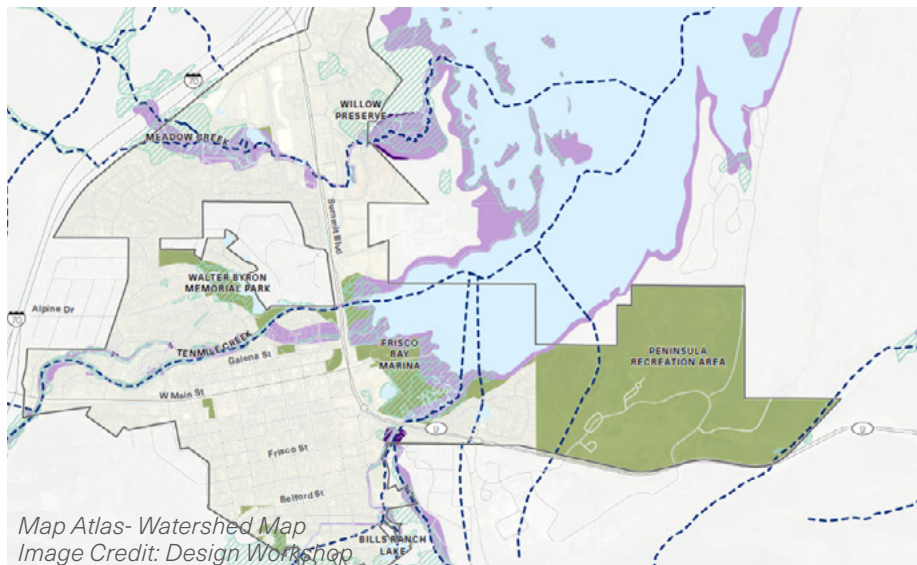 70
WILLOW
PRESERVE
MEADOW CREEK
Summit Blvd
WALTER BYRON
MEMORIAL PARK
Alpine Dr
70
TENMILE CREEK
Galena St
FRISCO
BAY
MARINA
PENINSULA
RECREATION AREA
W Main St
9
9
Frisco St
Belford St
BILLS RANCH
LAKE
Map Atlas- Watershed Map
Image Credit: Design Workshop